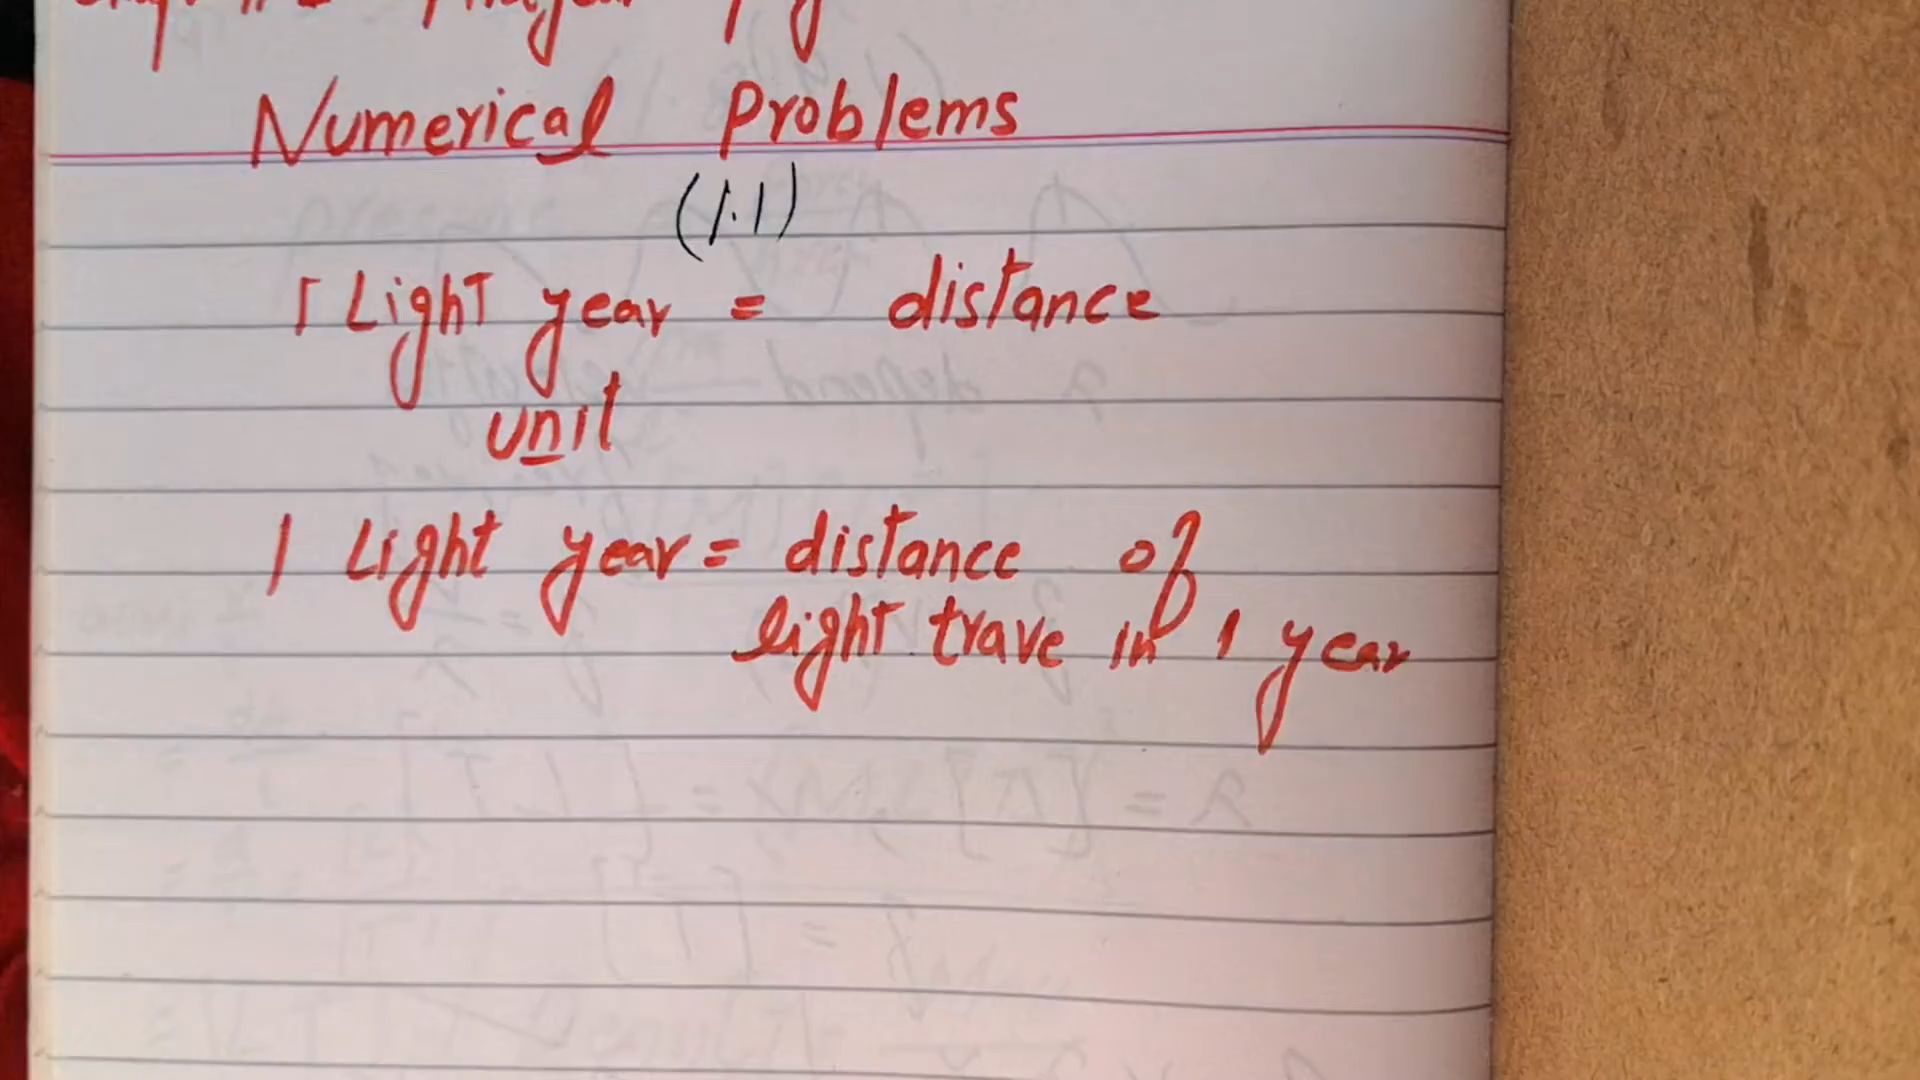 Numerical Problems
(1.1)
1 Light year = distance
unit
1 Light year = distance of
light trave in 1 year